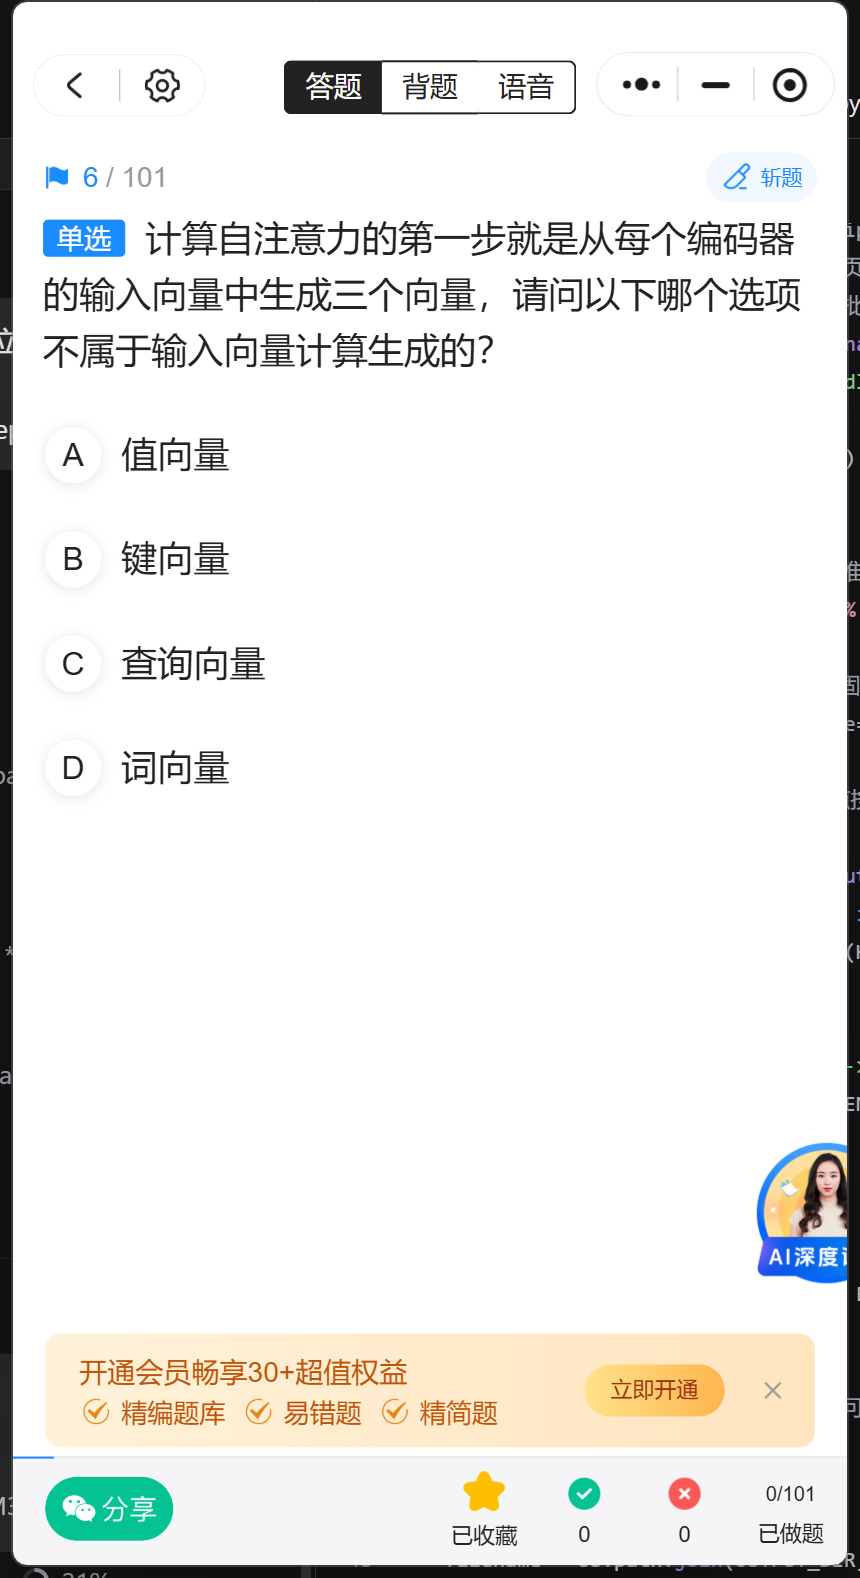 答题 背题 语音
6 / 101
斩题
单选 计算自注意力的第一步就是从每个编码器
的输入向量中生成三个向量，请问以下哪个选项
不属于输入向量计算生成的？
A 值向量
B 键向量
C 查询向量
D 词向量
AI深度
开通会员畅享30+超值权益
精编题库 易错题 精简题
立即开通
分享
已收藏
0
0
0/101
已做题